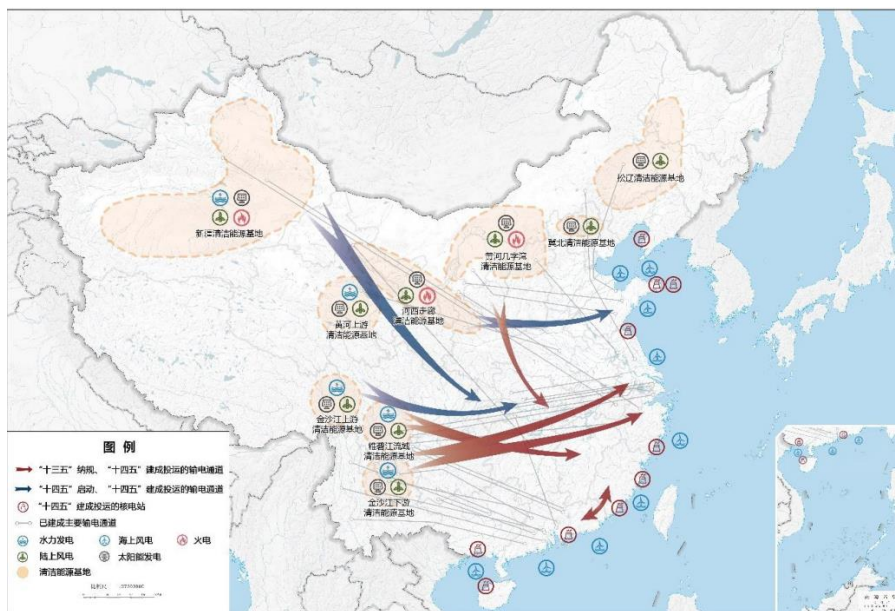 松辽清洁能源基地
新疆清洁能源基地
冀北清洁能源基地
黄河几字湾
清洁能源基地
河西走廊
清洁能源基地
黄河上游
清洁能源基地
金沙江上游
清洁能源基地
雅砻江流域
清洁能源基地
金沙江下游
清洁能源基地
图 例
“十三五”纳规、“十四五”建成投运的输电通道
“十四五”启动、“十四五”建成投运的输电通道
“十四五”建成投运的核电站
已建成主要输电通道
水力发电
海上风电
火电
陆上风电
太阳能发电
清洁能源基地